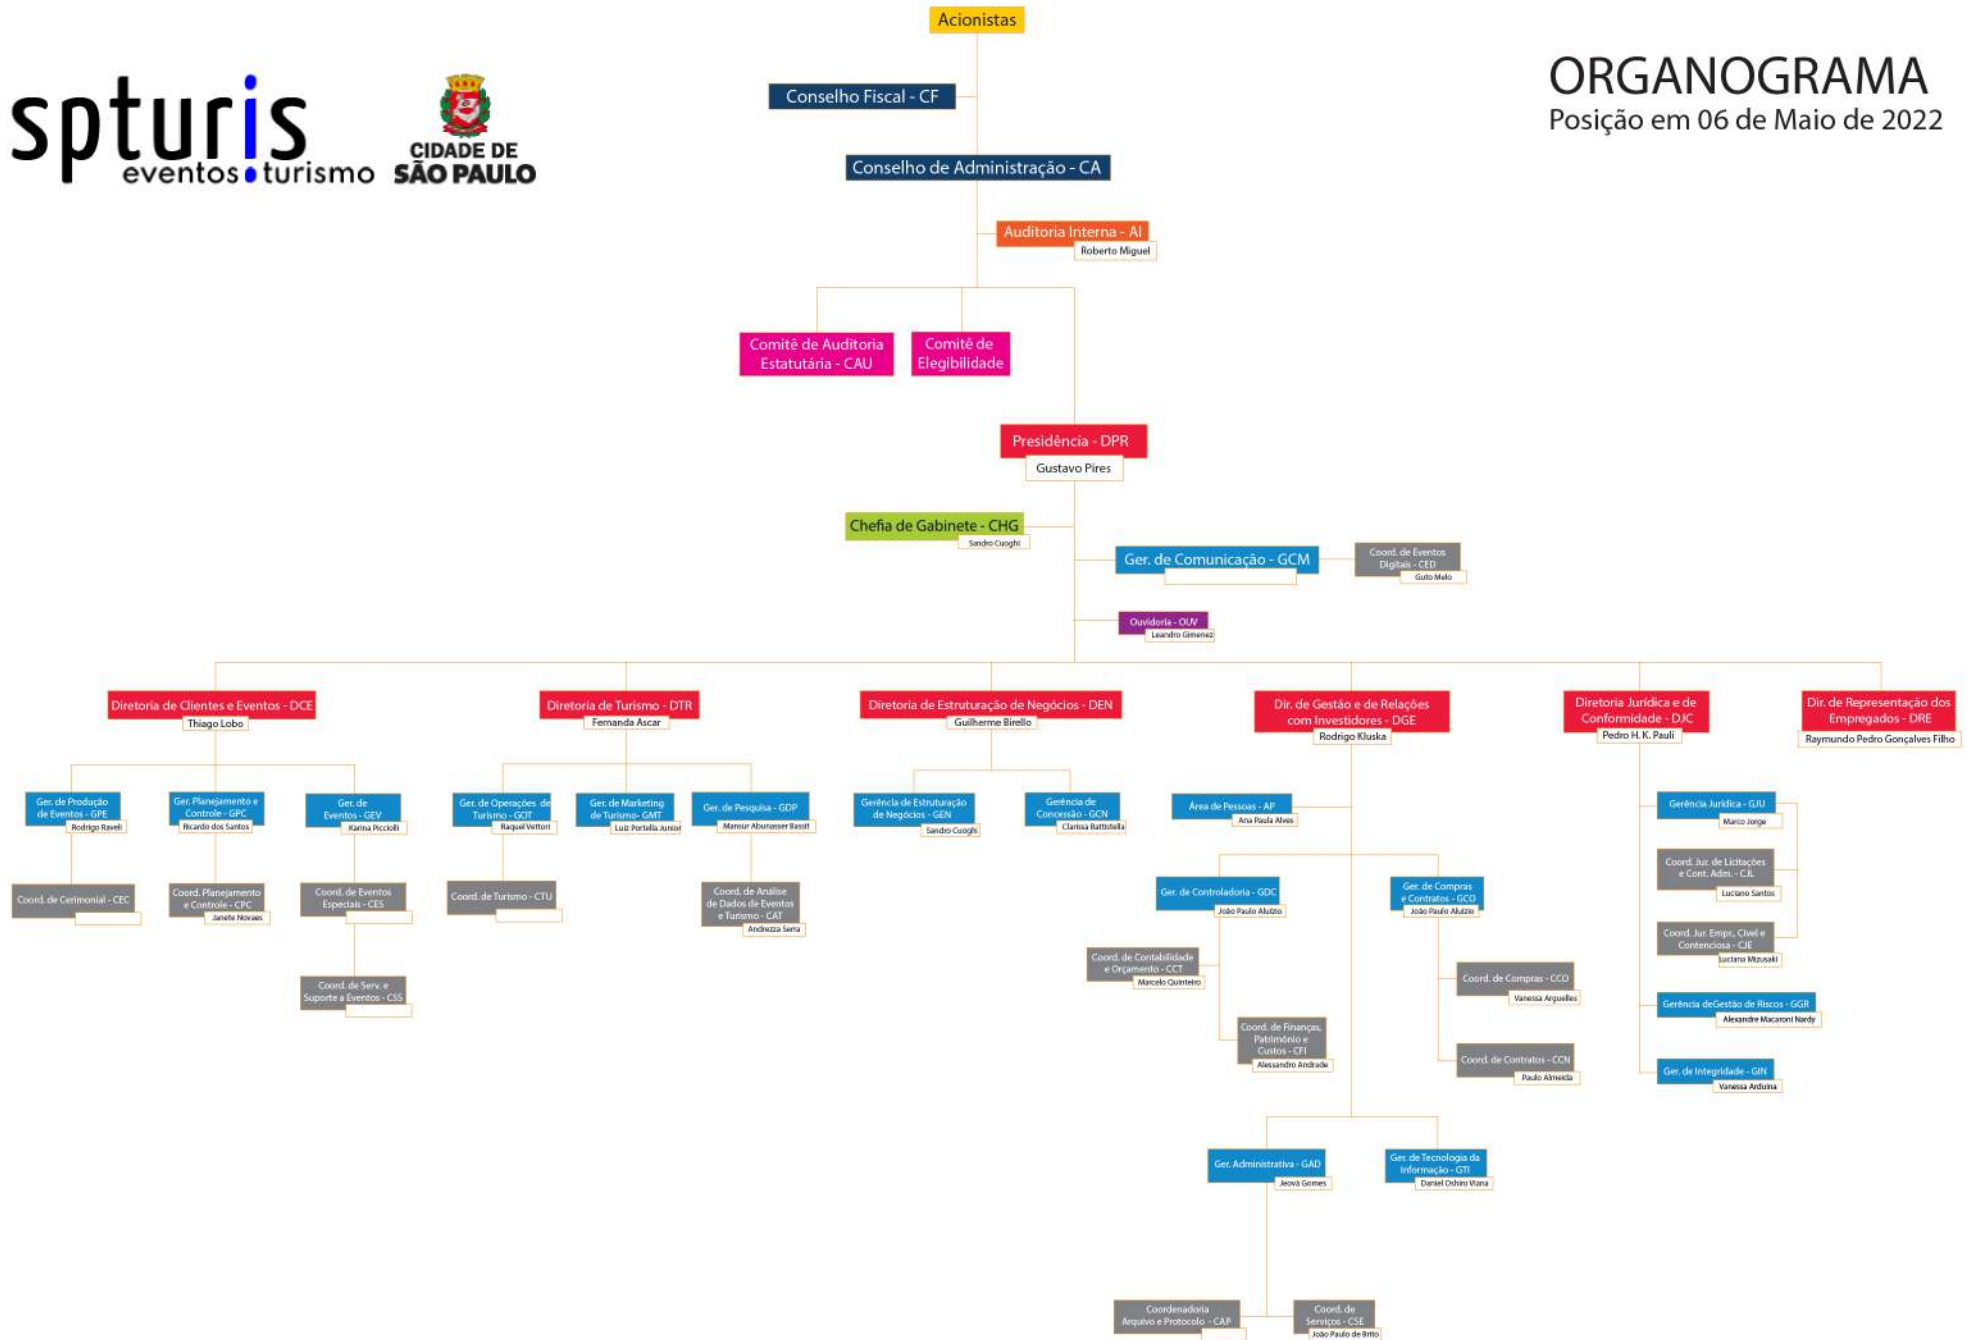 Acionistas
spturis
eventos turismo
CIDADE DE
SÃO PAULO
ORGANOGRAMA
Posição em 06 de Maio de 2022
Conselho Fiscal - CF
Conselho de Administração - CA
Auditoria Interna - AI
Roberto Miguel
Comitê de Auditoria
Estatutária - CAU
Comitê de
Elegibilidade
Presidência - DPR
Gustavo Pires
Chefia de Gabinete - CHG
Sandro Cuoghi
Ger. de Comunicação - GCM
Coord. de Eventos
Digitais - CED
Guto Melo
Ouvidoria - OUV
Leandro Gimenez
Diretoria de Clientes e Eventos - DCE
Thiago Lobo
Diretoria de Turismo - DTR
Fernanda Ascar
Diretoria de Estruturação de Negócios - DEN
Guilherme Birello
Dir. de Gestão e de Relações
com Investidores - DGE
Rodrigo Kluska
Diretoria Jurídica e de
Conformidade - DJC
Pedro H. K. Pauli
Dir. de Representação dos
Empregados - DRE
Raymundo Pedro Gonçalves Filho
Ger. de Produção
de Eventos - GPE
Rodrigo Raveli
Ger. Planejamento e
Controle - GPC
Ricardo dos Santos
Ger. de
Eventos - GEV
Karina Picciolli
Ger. de Operações de
Turismo - GOT
Raquel Vettori
Ger. de Marketing
de Turismo- GMT
Luiz Portella Junior
Ger. de Pesquisa - GDP
Mansur Abunasser Bassit
Gerência de Estruturação
de Negócios - GEN
Sandro Cuoghi
Gerência de
Concessão - GCN
Clarissa Battistella
Área de Pessoas - AP
Ana Paula Alves
Gerência Jurídica - GJU
Marco Jorge
Coord. de Cerimonial - CEC
Coord. Planejamento
e Controle - CPC
Janete Novaes
Coord. de Eventos
Especiais - CES
Coord. de Turismo - CTU
Coord. de Análise
de Dados de Eventos
e Turismo - CAT
Andrezza Serra
Ger. de Controladoria - GDC
João Paulo Aluizio
Ger. de Compras
e Contratos - GCO
João Paulo Aluizio
Coord. Jur. de Licitações
e Cont. Adm. - CJL
Luciano Santos
Coord. Jur. Empr., Cível e
Contenciosa - CJE
Luciana Mizusaki
Coord. de Serv. e
Suporte a Eventos - CSS
Coord. de Contabilidade
e Orçamento - CCT
Marcelo Quinteiro
Coord. de Compras - CCO
Vanessa Arguelles
Gerência deGestão de Riscos - GGR
Alexandre Macaroni Nardy
Coord. de Finanças,
Patrimônio e
Custos - CFI
Alessandro Andrade
Coord. de Contratos - CCN
Paulo Almeida
Ger. de Integridade - GIN
Vanessa Arduina
Ger. Administrativa - GAD
Jeová Gomes
Ger. de Tecnologia da
Informação - GTI
Daniel Oshiro Viana
Coordenadoria
Arquivo e Protocolo - CAP
Coord. de
Serviços - CSE
João Paulo de Brito